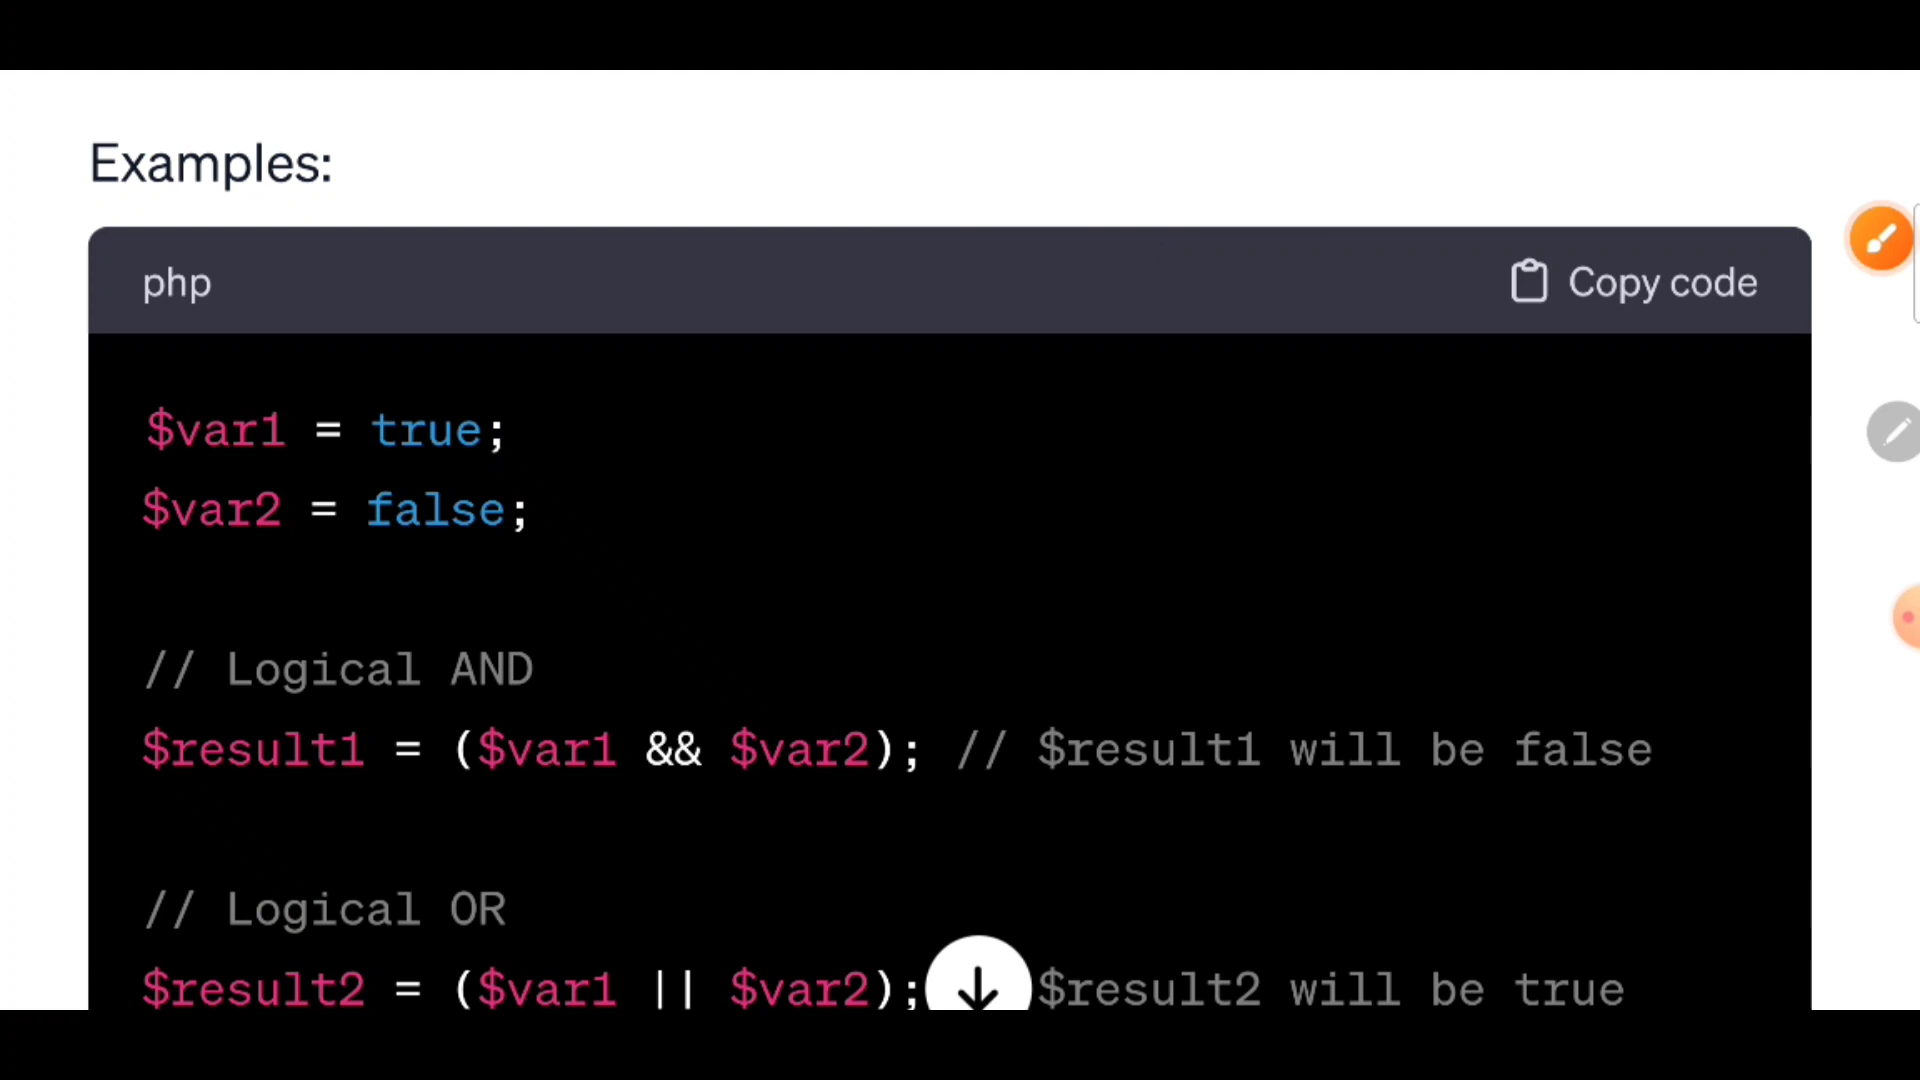 Examples:
php
Copy code
$var1 = true;
$var2 = false;
// Logical AND
$result1 = ($var1 && $var2); // $result1 will be false
// Logical OR
$result2 = ($var1 || $var2); $result2 will be true